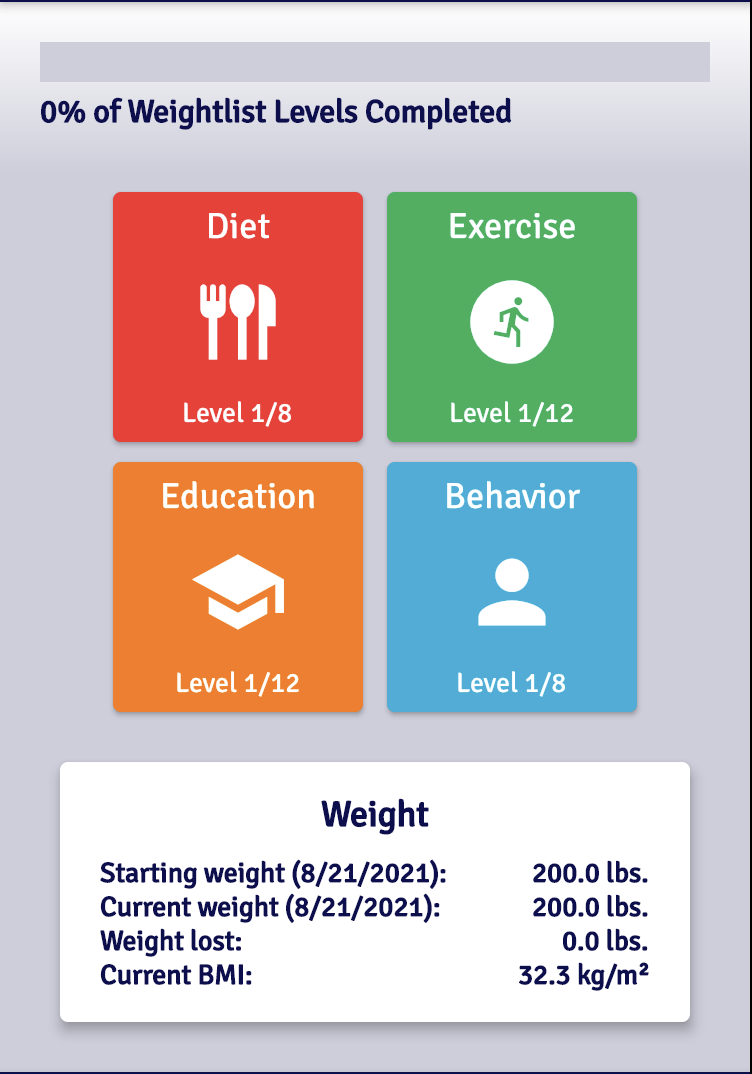 0% of Weightlist Levels Completed
Diet
Exercise
Level 1/8
Level 1/12
Education
Behavior
Level 1/12
Level 1/8
Weight
Starting weight (8/21/2021): 200.0 lbs.
Current weight (8/21/2021): 200.0 lbs.
Weight lost: 0.0 lbs.
Current BMI: 32.3 kg/m²